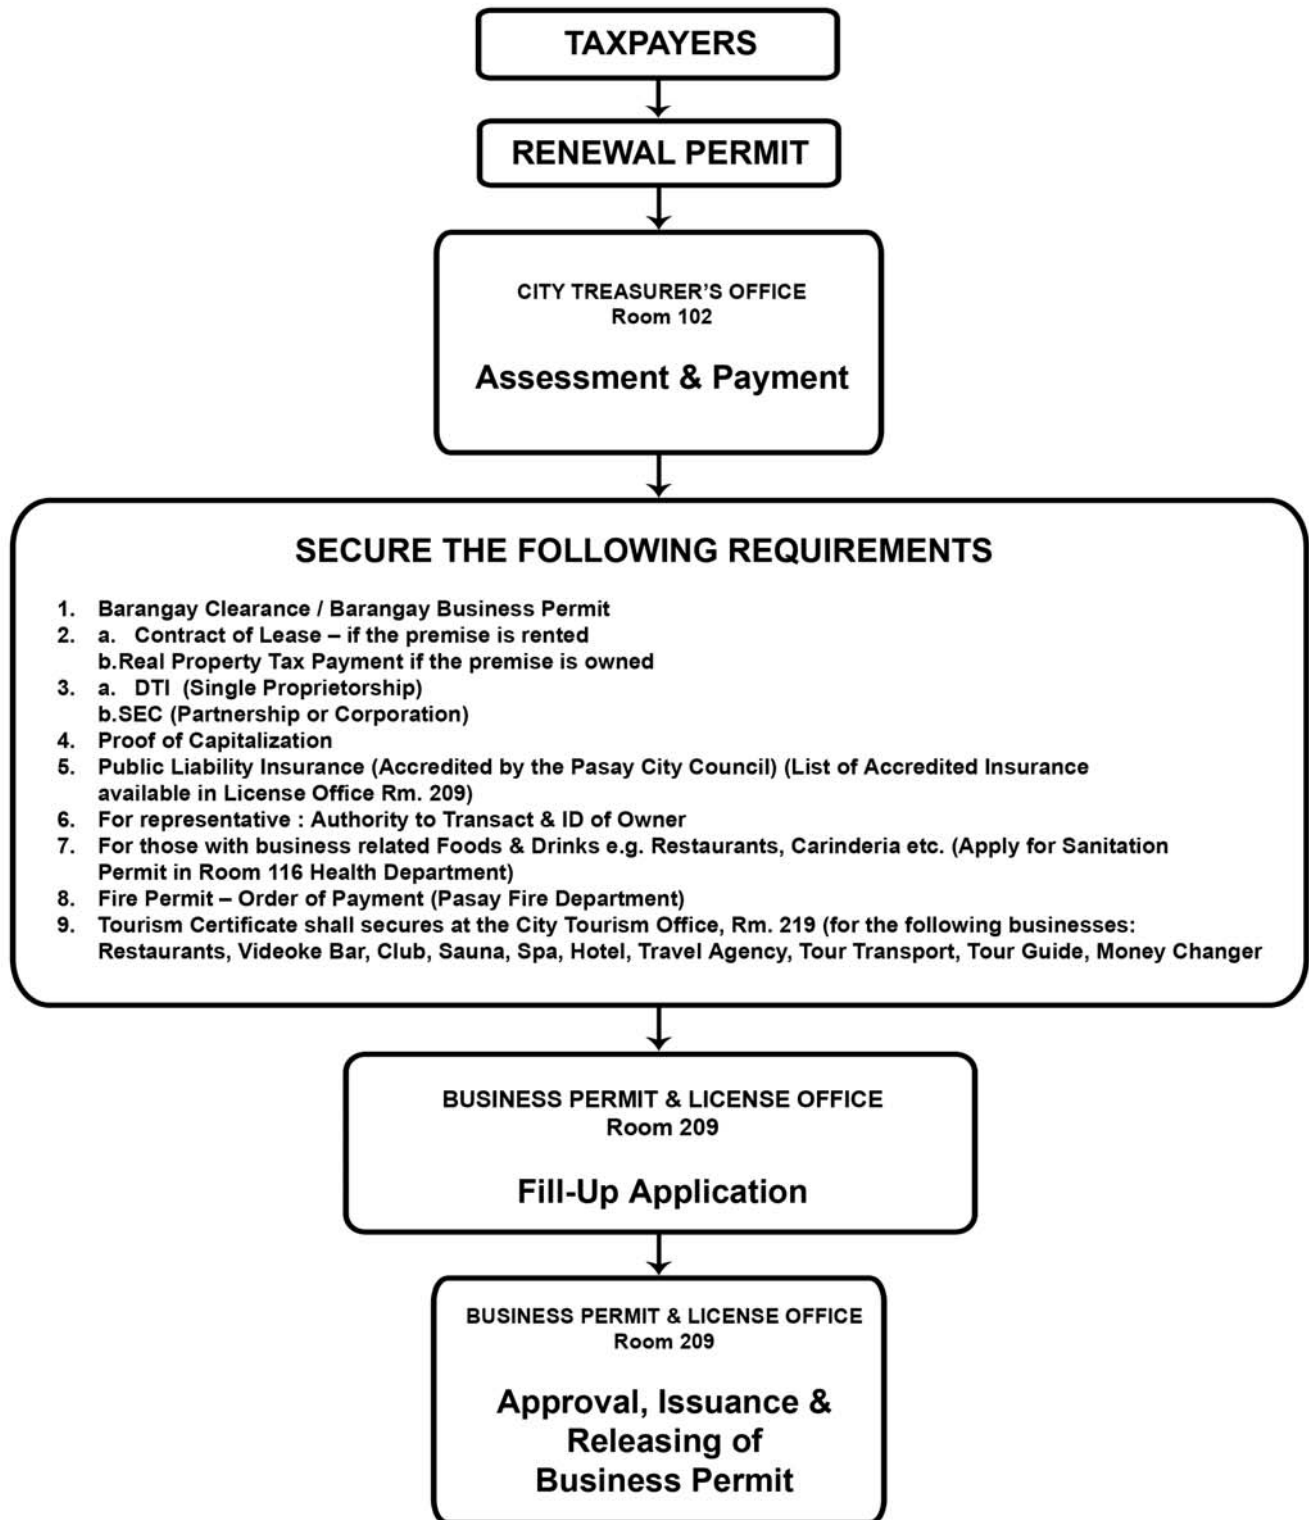 TAXPAYERS
RENEWAL PERMIT
CITY TREASURER'S OFFICE
Room 102
Assessment & Payment
SECURE THE FOLLOWING REQUIREMENTS
1. Barangay Clearance / Barangay Business Permit
2. a. Contract of Lease – if the premise is rented
b.Real Property Tax Payment if the premise is owned
3. a. DTI (Single Proprietorship)
b.SEC (Partnership or Corporation)
4. Proof of Capitalization
5. Public Liability Insurance (Accredited by the Pasay City Council) (List of Accredited Insurance
available in License Office Rm. 209)
6. For representative : Authority to Transact & ID of Owner
7. For those with business related Foods & Drinks e.g. Restaurants, Carinderia etc. (Apply for Sanitation
Permit in Room 116 Health Department)
8. Fire Permit – Order of Payment (Pasay Fire Department)
9. Tourism Certificate shall secures at the City Tourism Office, Rm. 219 (for the following businesses:
Restaurants, Videoke Bar, Club, Sauna, Spa, Hotel, Travel Agency, Tour Transport, Tour Guide, Money Changer
BUSINESS PERMIT & LICENSE OFFICE
Room 209
Fill-Up Application
BUSINESS PERMIT & LICENSE OFFICE
Room 209
Approval, Issuance &
Releasing of
Business Permit